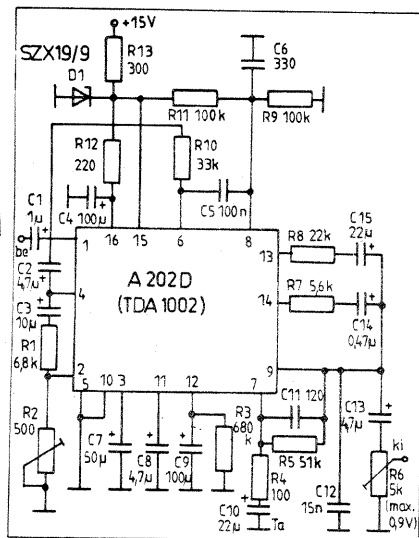 +15V
SZX19/9
R13
300
C6
330
D1
R11 100k
R9 100k
R12
220
R10
33k
C4 100µ
C5 100n
C1
1µ
be
1
16
15
6
8
C2
4,7µ
4
A 202 D
(TDA 1002)
13
R8 22k
C15
22µ
C3
10µ
14
R7 5,6k
C14
0,47µ
R1
6,8k
2
5
10
3
11
12
7
9
R2
500
C7
50µ
C8
4,7µ
C9
100µ
R3
680
k
C11 120
R5 51k
R4
100
C10
22µ
Ta
C12
15n
C13
4,7µ
ki
R6
5k
(max.
0,9V)